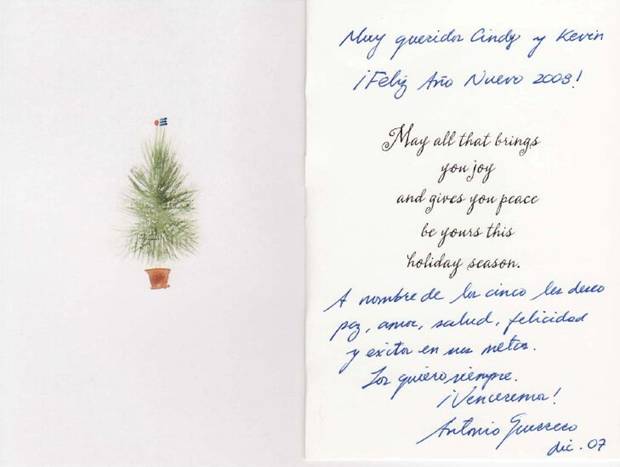 Muy queridos Cindy y Kevin
¡Feliz Año Nuevo 2008!
May all that brings
you joy
and gives you peace
be yours this
holiday season.
A nombre de los cinco les deseo
paz, amor, salud, felicidad
y exitos en sus metas.
Los quiero siempre.
¡Venceremos!
Antonio Guerrero
dic. 07